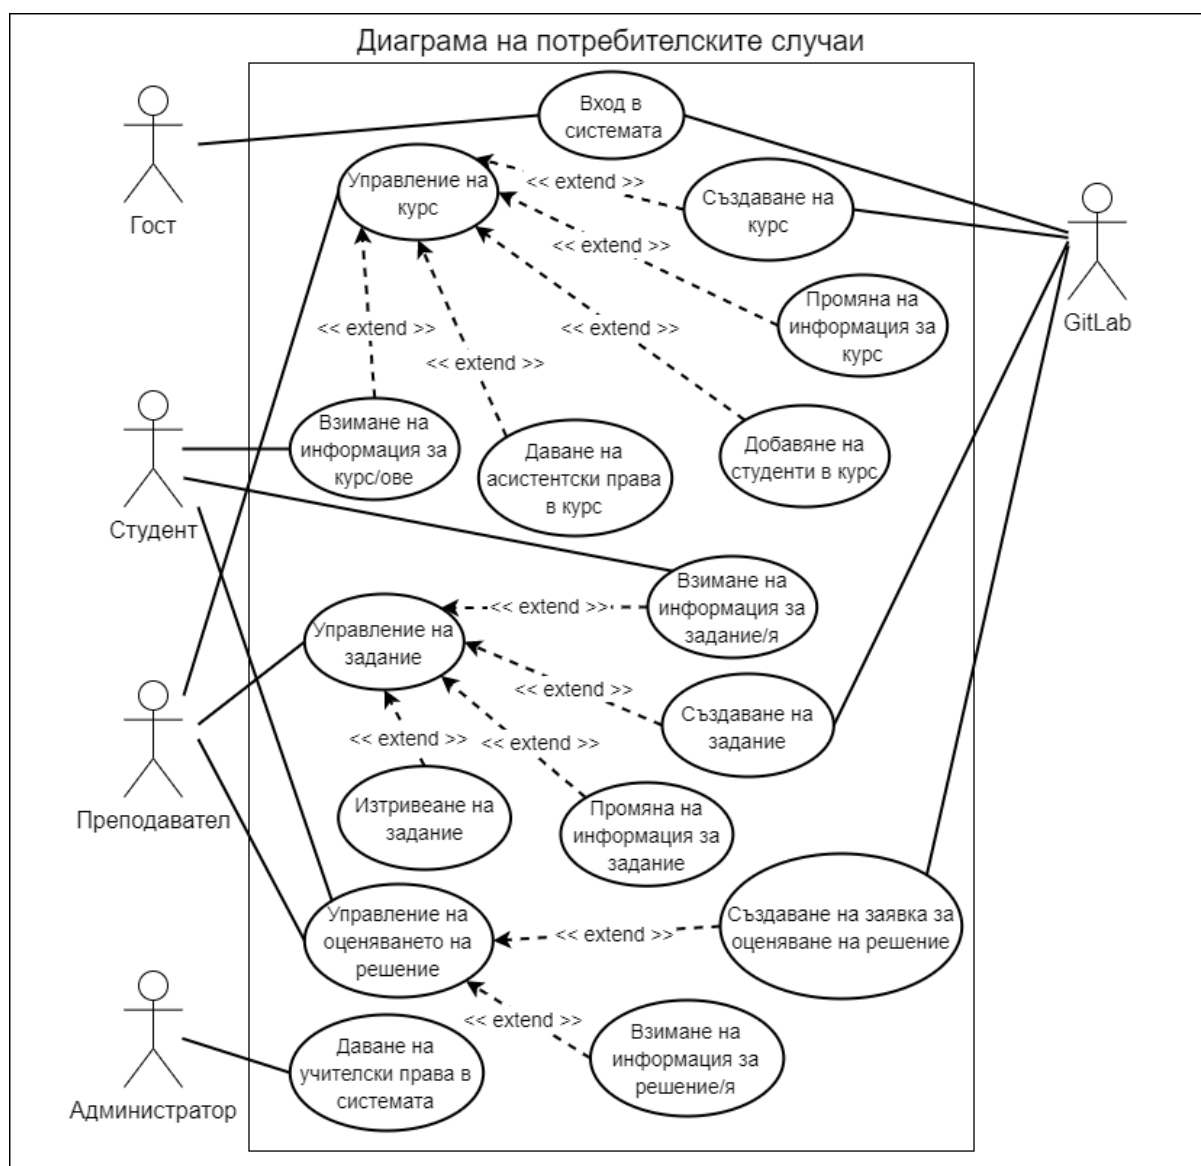 Диаграма на потребителските случаи
Вход в
системата
Гост
Управление на
курс
<< extend >>
Създаване на
курс
<< extend >>
Промяна на
информация за
курс
GitLab
<< extend >>
<< extend >>
<< extend >>
Взимане на
информация за
курс/ове
Даване на
асистентски права
в курс
Добавяне на
студенти в курс
Студент
Взимане на
информация за
задание/я
<< extend >>
Управление на
задание
<< extend >>
Създаване на
задание
<< extend >>
<< extend >>
Преподавател
Изтривеане на
задание
Промяна на
информация за
задание
Управление на
оценяването на
решение
<< extend >>
Създаване на заявка за
оценяване на решение
<< extend >>
Взимане на
информация за
решение/я
Даване на
учителски права в
системата
Администратор